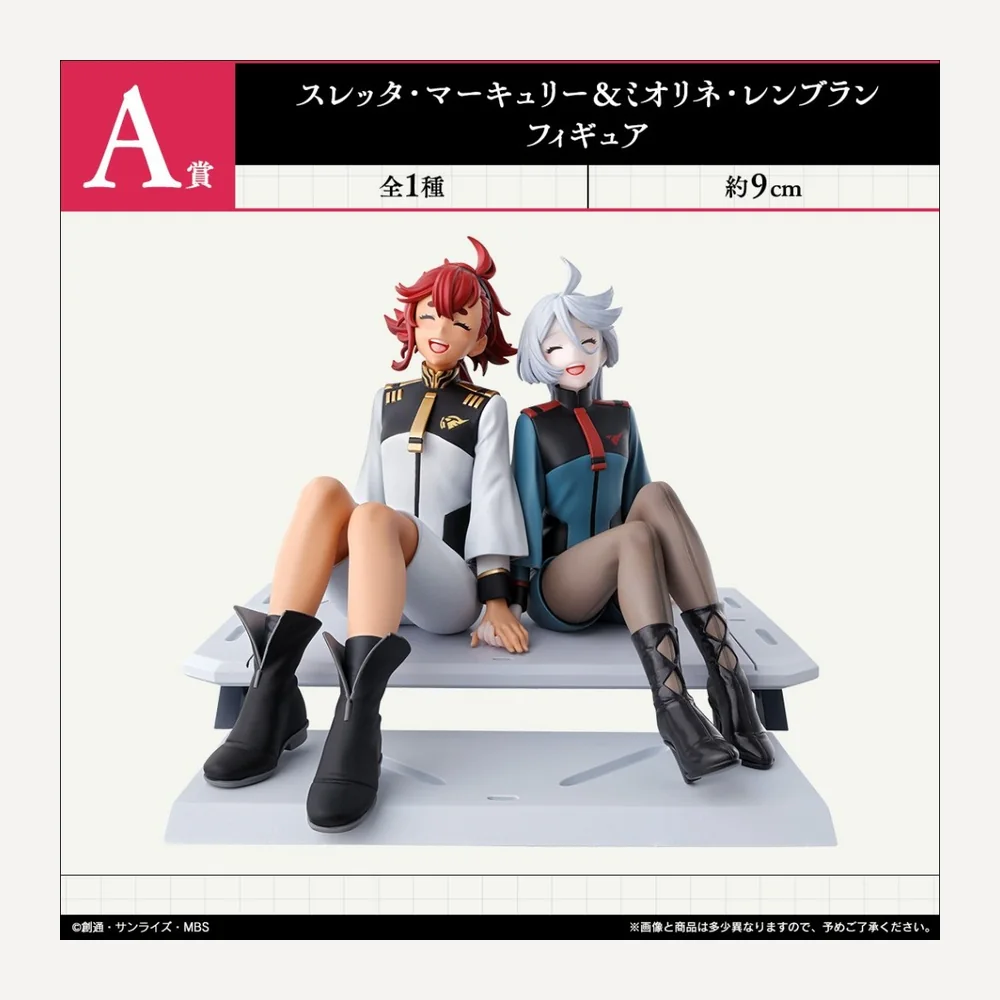 A賞
スレッタ・マーキュリー&ミオリネ・レンブラン
フィギュア
全1種
約9cm
©創通・サンライズ・MBS
※画像と商品は多少異なりますので、予めご了承ください。